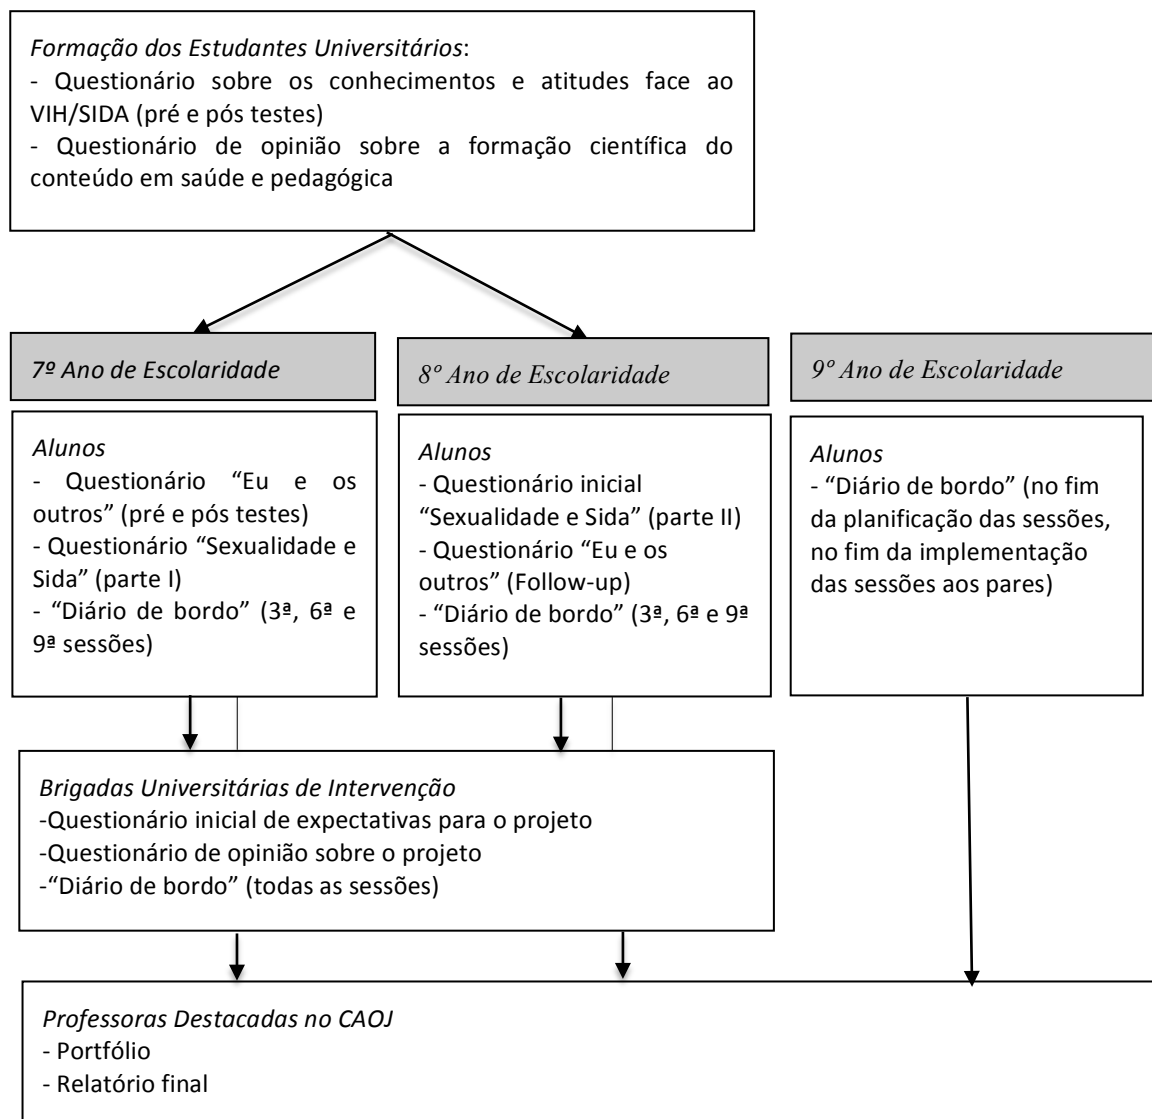 Formação dos Estudantes Universitários:
- Questionário sobre os conhecimentos e atitudes face ao
VIH/SIDA (pré e pós testes)
- Questionário de opinião sobre a formação científica do
conteúdo em saúde e pedagógica
7º Ano de Escolaridade
8º Ano de Escolaridade
9º Ano de Escolaridade
Alunos
- Questionário “Eu e os
outros” (pré e pós testes)
- Questionário “Sexualidade e
Sida” (parte I)
- “Diário de bordo” (3ª, 6ª e
9ª sessões)
Alunos
- Questionário inicial
“Sexualidade e Sida” (parte II)
- Questionário “Eu e os
outros” (Follow-up)
- “Diário de bordo” (3ª, 6ª e 9ª
sessões)
Alunos
- “Diário de bordo” (no fim
da planificação das sessões,
no fim da implementação
das sessões aos pares)
Brigadas Universitárias de Intervenção
-Questionário inicial de expectativas para o projeto
-Questionário de opinião sobre o projeto
-“Diário de bordo” (todas as sessões)
Professoras Destacadas no CAOJ
- Portfólio
- Relatório final